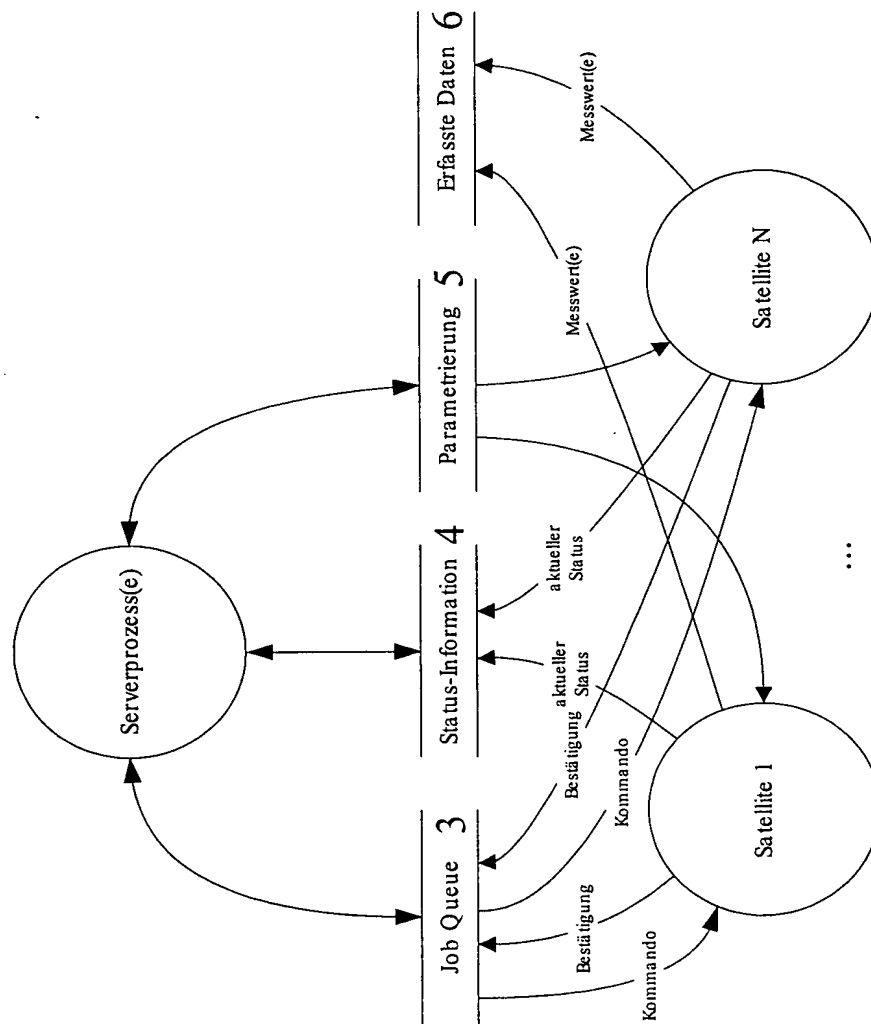 Serverprozess(e)
Job Queue 3
Status-Information 4
Parametrierung 5
Erfasste Daten 6
Kommando
Bestätigung
Kommando
Bestätigung
aktueller
Status
aktueller
Status
Messwert(e)
Messwert(e)
Satellite 1
...
Satellite N